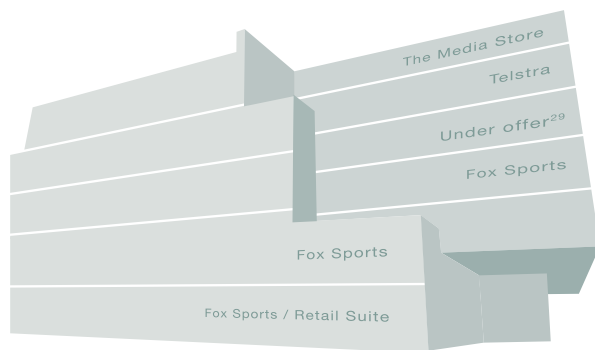 The Media Store
Telstra
Under offer²⁹
Fox Sports
Fox Sports
Fox Sports / Retail Suite